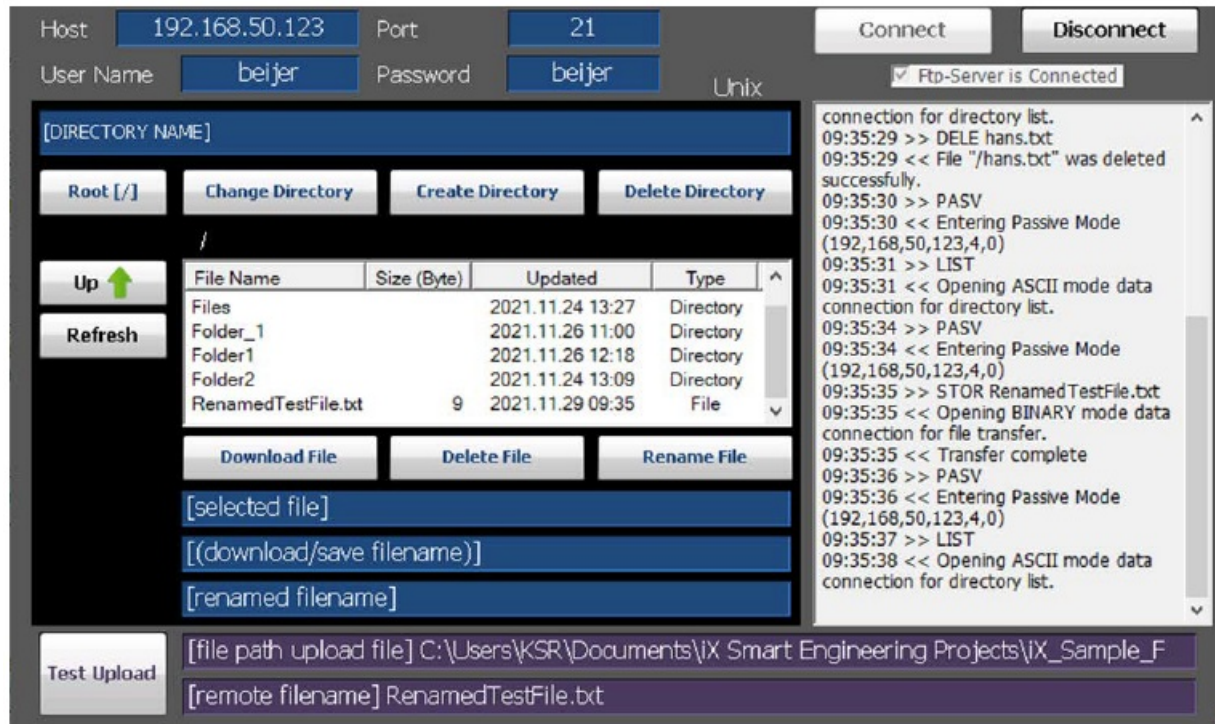 Host 192.168.50.123 Port 21 Connect Disconnect
User Name beijer Password beijer Unix Ftp-Server is Connected
[DIRECTORY NAME]
Root [/] Change Directory Create Directory Delete Directory
/
Up
Refresh
File Name Size (Byte) Updated Type
Files 2021.11.24 13:27 Directory
Folder_1 2021.11.26 11:00 Directory
Folder1 2021.11.26 12:18 Directory
Folder2 2021.11.24 13:09 Directory
RenamedTestFile.txt 9 2021.11.29 09:35 File
Download File Delete File Rename File
[selected file]
[(download/save filename)]
[renamed filename]
connection for directory list.
09:35:29 >> DELE hans.txt
09:35:29 << File "/hans.txt" was deleted
successfully.
09:35:30 >> PASV
09:35:30 << Entering Passive Mode
(192,168,50,123,4,0)
09:35:31 >> LIST
09:35:31 << Opening ASCII mode data
connection for directory list.
09:35:34 >> PASV
09:35:34 << Entering Passive Mode
(192,168,50,123,4,0)
09:35:35 >> STOR RenamedTestFile.txt
09:35:35 << Opening BINARY mode data
connection for file transfer.
09:35:35 << Transfer complete
09:35:36 >> PASV
09:35:36 << Entering Passive Mode
(192,168,50,123,4,0)
09:35:37 >> LIST
09:35:38 << Opening ASCII mode data
connection for directory list.
Test Upload
[file path upload file] C:\Users\KSR\Documents\iX Smart Engineering Projects\iX_Sample_F
[remote filename] RenamedTestFile.txt